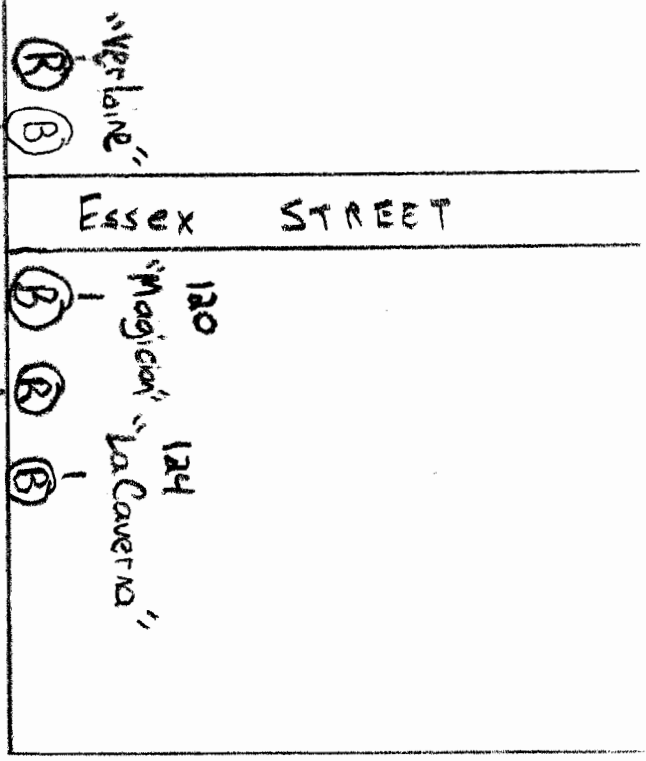 "Verlaine"
R
B
Essex STREET
B
120
"Magician"
R
B
124
"La Caverna"